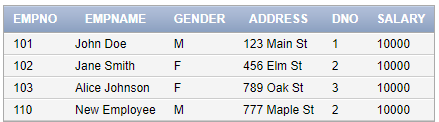 EMPNO EMPNAME GENDER ADDRESS DNO SALARY
101 John Doe M 123 Main St 1 10000
102 Jane Smith F 456 Elm St 2 10000
103 Alice Johnson F 789 Oak St 3 10000
110 New Employee M 777 Maple St 2 10000